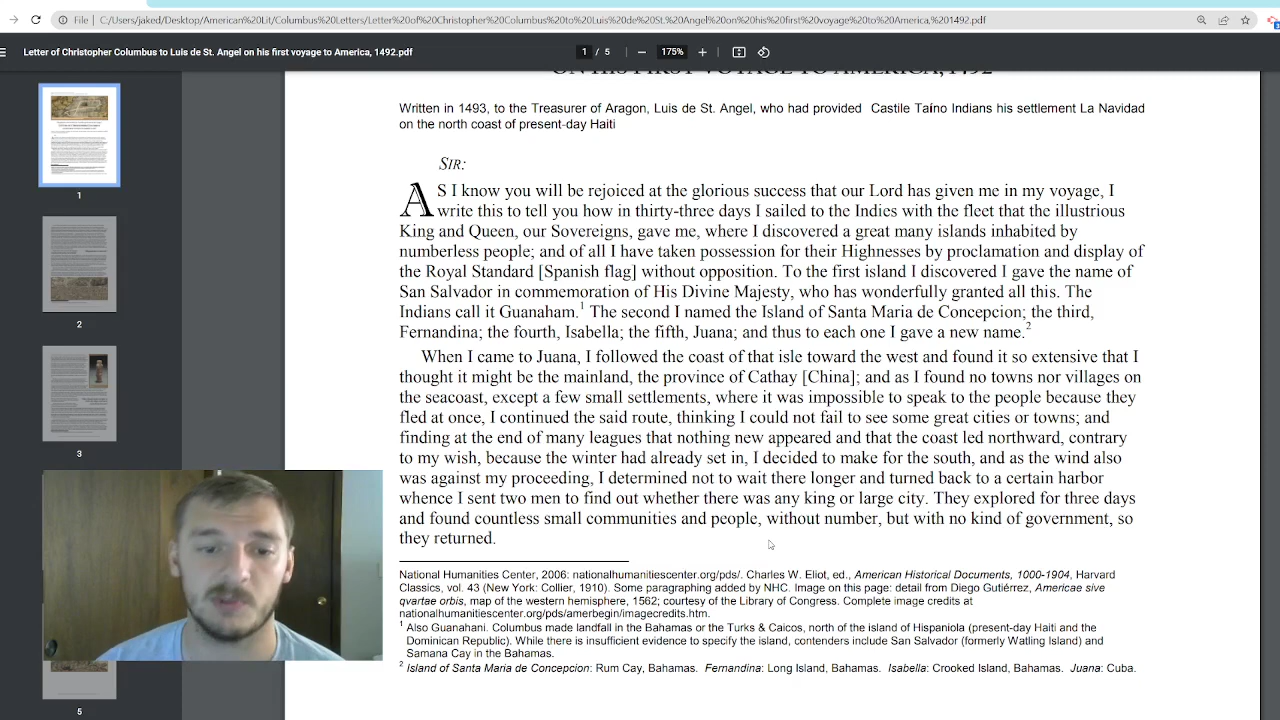 File | C:/Users/jaked/Desktop/American%20Lit/Columbus%20Letters/Letter%20of%20Christopher%20Columbus%20to%20Luis%20de%20St.%20Angel%20on%20his%20first%20voyage%20to%20America,%201492.pdf
Letter of Christopher Columbus to Luis de St. Angel on his first voyage to America, 1492.pdf
1 / 5
175%
ON HIS FIRST VOYAGE TO AMERICA, 1492
Written in 1493, to the Treasurer of Aragon, Luis de St. Angel, who had provided Castile Taíno Indians his settlement La Navidad
on the north coast of present-day Haiti
SIR:
AS I know you will be rejoiced at the glorious success that our Lord has given me in my voyage, I
write this to tell you how in thirty-three days I sailed to the Indies with the fleet that the illustrious
King and Queen, our Sovereigns, gave me, where I discovered a great many islands inhabited by
numberless people; and of all I have taken possession for their Highnesses by proclamation and display of
the Royal Standard [Spanish flag] without opposition. To the first island I discovered I gave the name of
San Salvador in commemoration of His Divine Majesty, who has wonderfully granted all this. The
Indians call it Guanaham.1 The second I named the Island of Santa Maria de Concepcion; the third,
Fernandina; the fourth, Isabella; the fifth, Juana; and thus to each one I gave a new name.2
When I came to Juana, I followed the coast of that isle toward the west and found it so extensive that I
thought it might be the mainland, the province of Cathay [China]; and as I found no towns nor villages on
the seacoast, except a few small settlements, where it was impossible to speak to the people because they
fled at once, I continued the said route, thinking I could not fail to see some great cities or towns; and
finding at the end of many leagues that nothing new appeared and that the coast led northward, contrary
to my wish, because the winter had already set in, I decided to make for the south, and as the wind also
was against my proceeding, I determined not to wait there longer and turned back to a certain harbor
whence I sent two men to find out whether there was any king or large city. They explored for three days
and found countless small communities and people, without number, but with no kind of government, so
they returned.
National Humanities Center, 2006: nationalhumanitiescenter.org/pds/. Charles W. Eliot, ed., American Historical Documents, 1000-1904, Harvard
Classics, vol. 43 (New York: Collier, 1910). Some paragraphing added by NHC. Image on this page: detail from Diego Gutiérrez, Americae sive
qvartae orbis, map of the western hemisphere, 1562; courtesy of the Library of Congress. Complete image credits at
nationalhumanitiescenter.org/pds/amerbegin/imagecredits.htm.
1 Also Guanahani. Columbus made landfall in the Bahamas or the Turks & Caicos, north of the island of Hispaniola (present-day Haiti and the
Dominican Republic). While there is insufficient evidence to specify the island, contenders include San Salvador (formerly Watling Island) and
Samana Cay in the Bahamas.
2 Island of Santa Maria de Concepcion: Rum Cay, Bahamas. Fernandina: Long Island, Bahamas. Isabella: Crooked Island, Bahamas. Juana: Cuba.
1
2
3
5